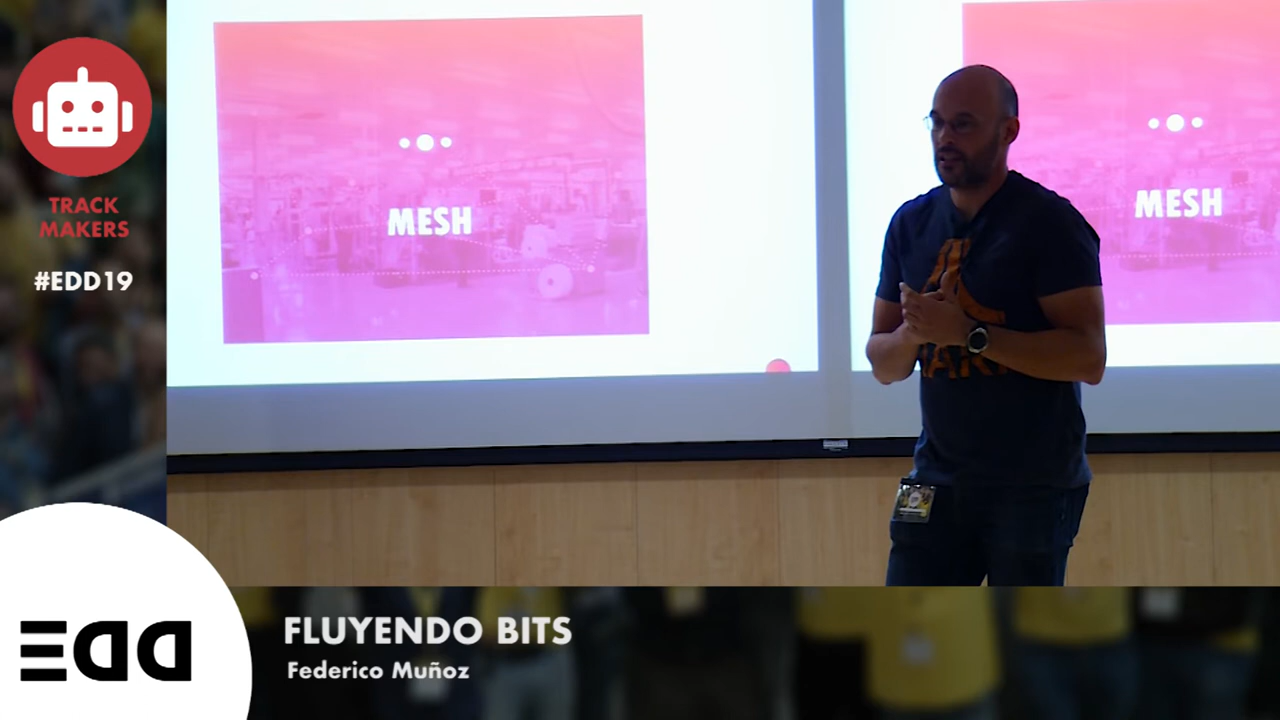 TRACK
MAKERS
#EDD19
MESH
MESH
EDD
FLUYENDO BITS
Federico Muñoz